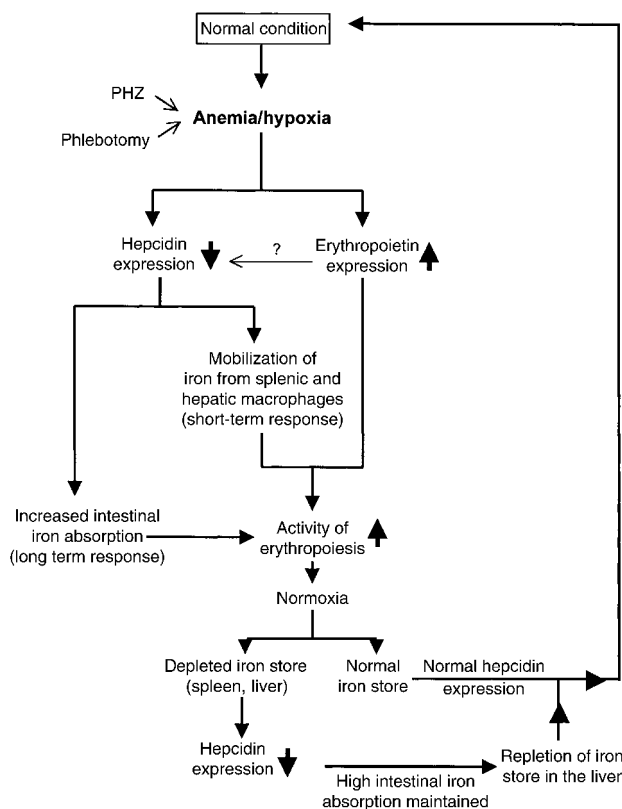 Normal condition
PHZ
Phlebotomy
Anemia/hypoxia
Hepcidin
expression
?
Erythropoietin
expression
Mobilization of
iron from splenic and
hepatic macrophages
(short-term response)
Increased intestinal
iron absorption
(long term response)
Activity of
erythropoiesis
Normoxia
Depleted iron store
(spleen, liver)
Normal
iron store
Normal hepcidin
expression
Hepcidin
expression
High intestinal iron
absorption maintained
Repletion of iron
store in the liver